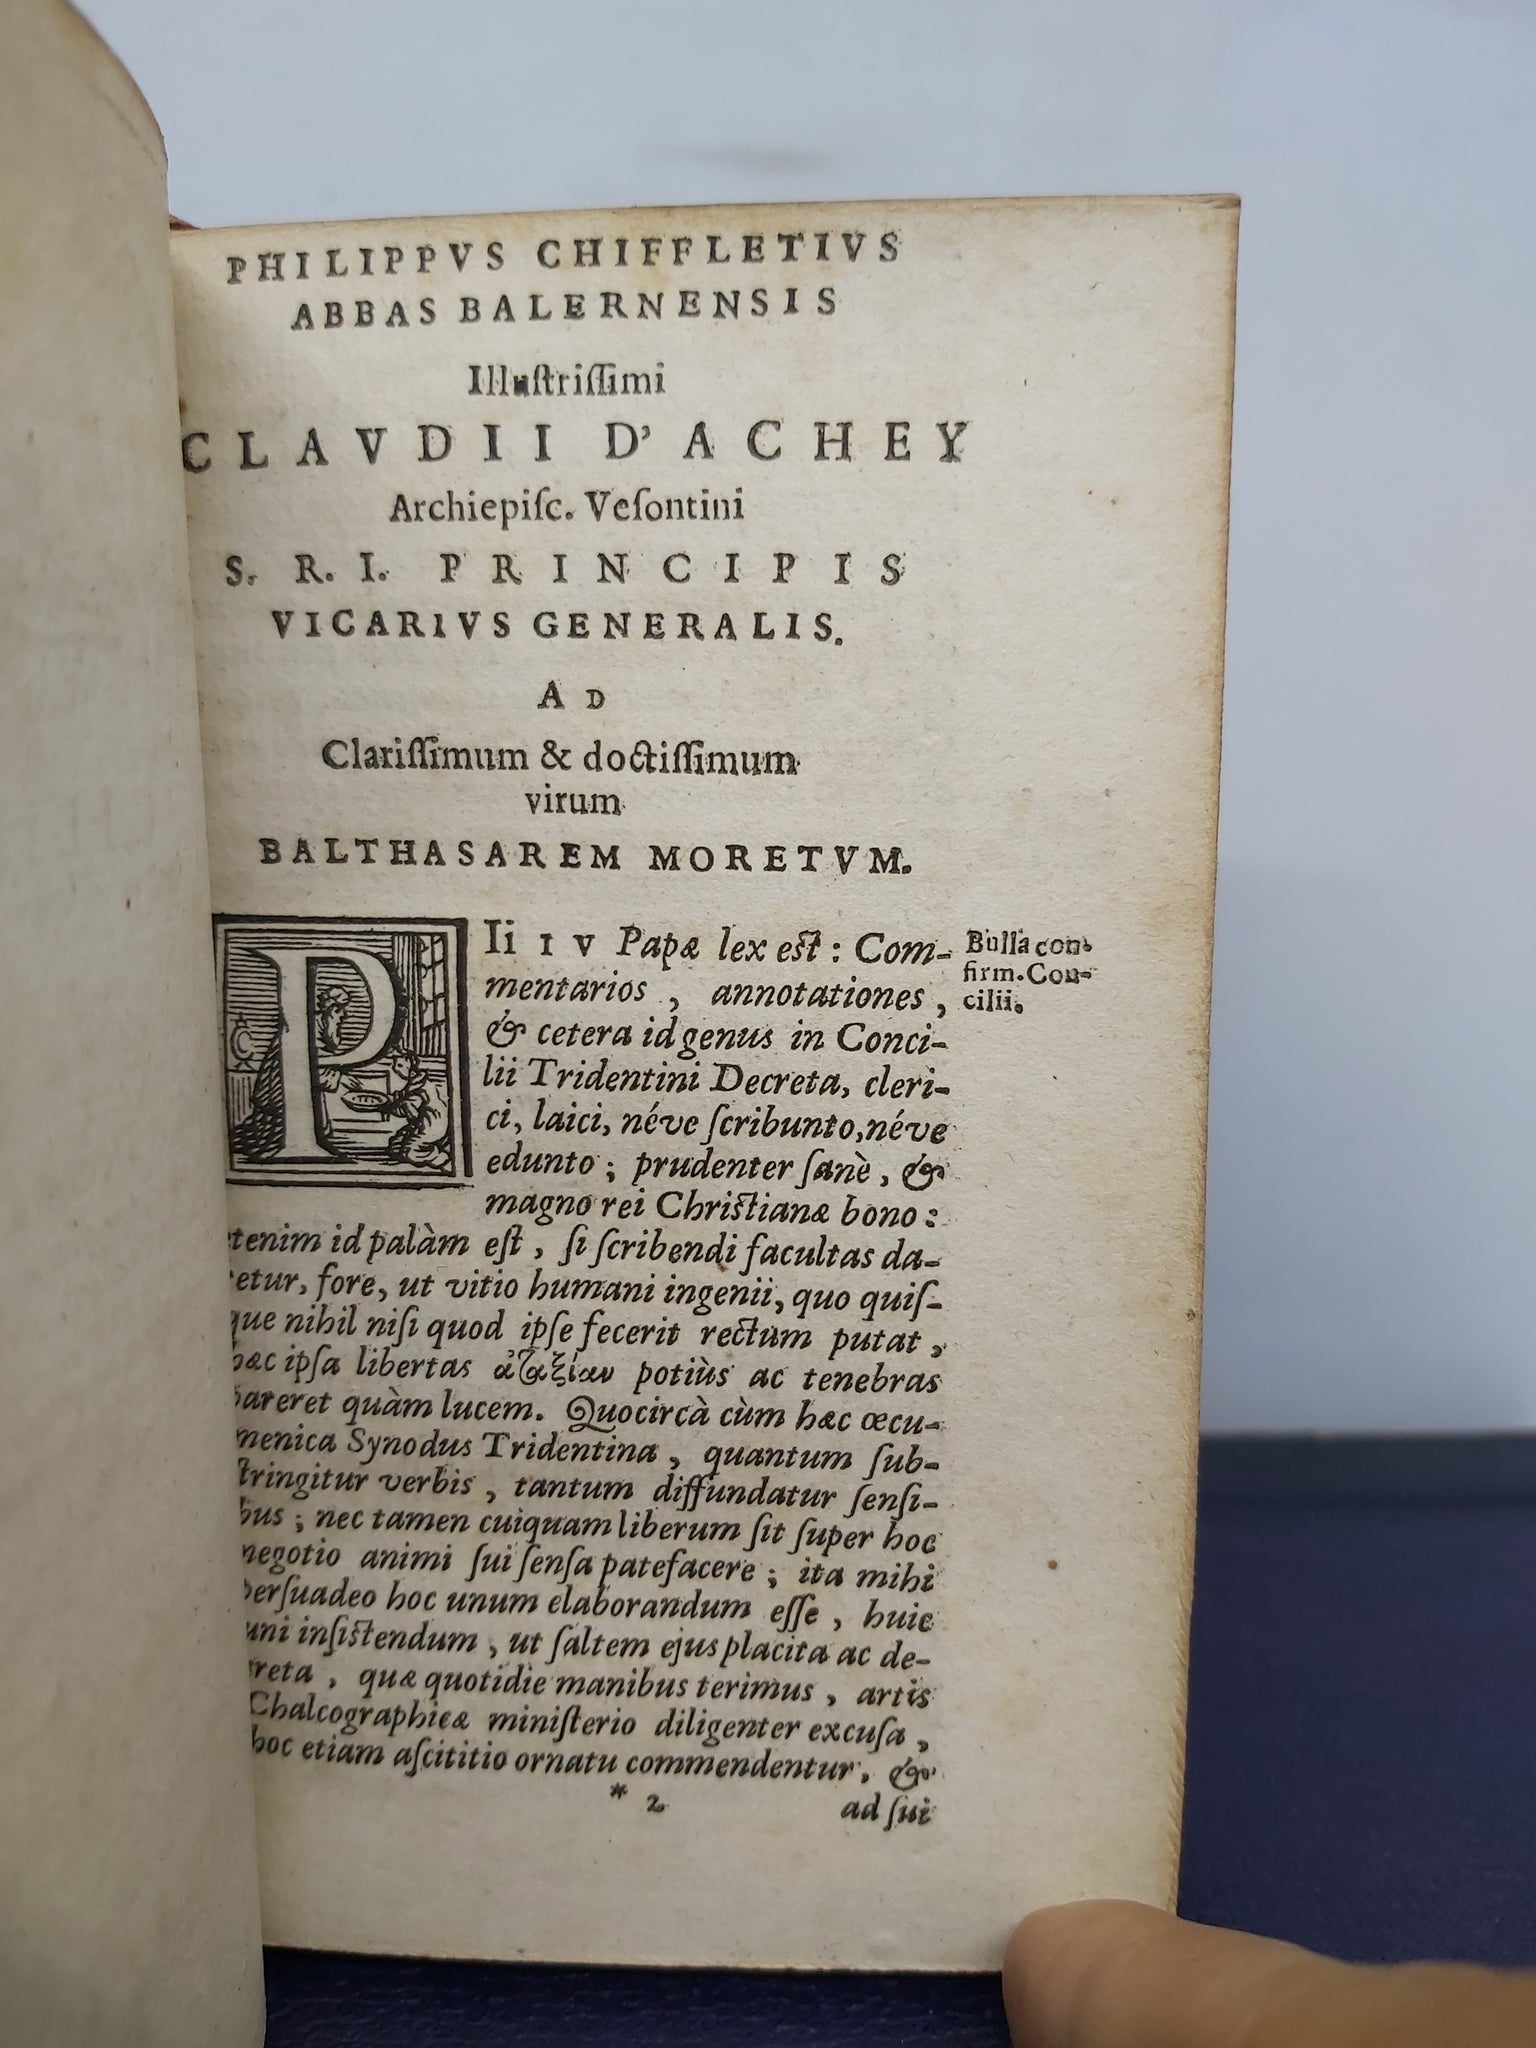 PHILIPPVS CHIFFLETIVS
ABBAS BALERNENSIS
Illuſtriſſimi
CLAVDII D' ACHEY
Archiepiſc. Veſontini
S. R. I. PRINCIPIS
VICARIVS GENERALIS.
AD
Clariſſimum & doctiſſimum
virum
BALTHASAREM MORETVM.
PIi IV Papæ lex est : Com-
mentarios , annotationes ,
& cetera id genus in Conci-
lii Tridentini Decreta, cleri-
ci, laici, néve ſcribunto, néve
edunto ; prudenter ſanè , &
magno rei Christianæ bono :
Bulla con-
firm. Con-
cilii.
etenim id palàm eſt , ſi ſcribendi facultas da-
retur, fore, ut vitio humani ingenii, quo quiſ-
que nihil niſi quod ipſe fecerit rectum putat ,
hæc ipſa libertas ἀταξίαν potiùs ac tenebras
pareret quàm lucem. Quocircà cùm hæc œcu-
menica Synodus Tridentina , quantum ſub-
ſtringitur verbis , tantum diffundatur ſenſi-
bus ; nec tamen cuiquam liberum ſit ſuper hoc
negotio animi ſui ſenſa patefacere ; ita mihi
perſuadeo hoc unum elaborandum eſſe , huic
uni inſistendum , ut ſaltem ejus placita ac de-
creta , quæ quotidie manibus terimus , artis
Chalcographicæ miniſterio diligenter excuſa ,
hoc etiam aſcititio ornatu commendentur, &
* 2 ad ſui